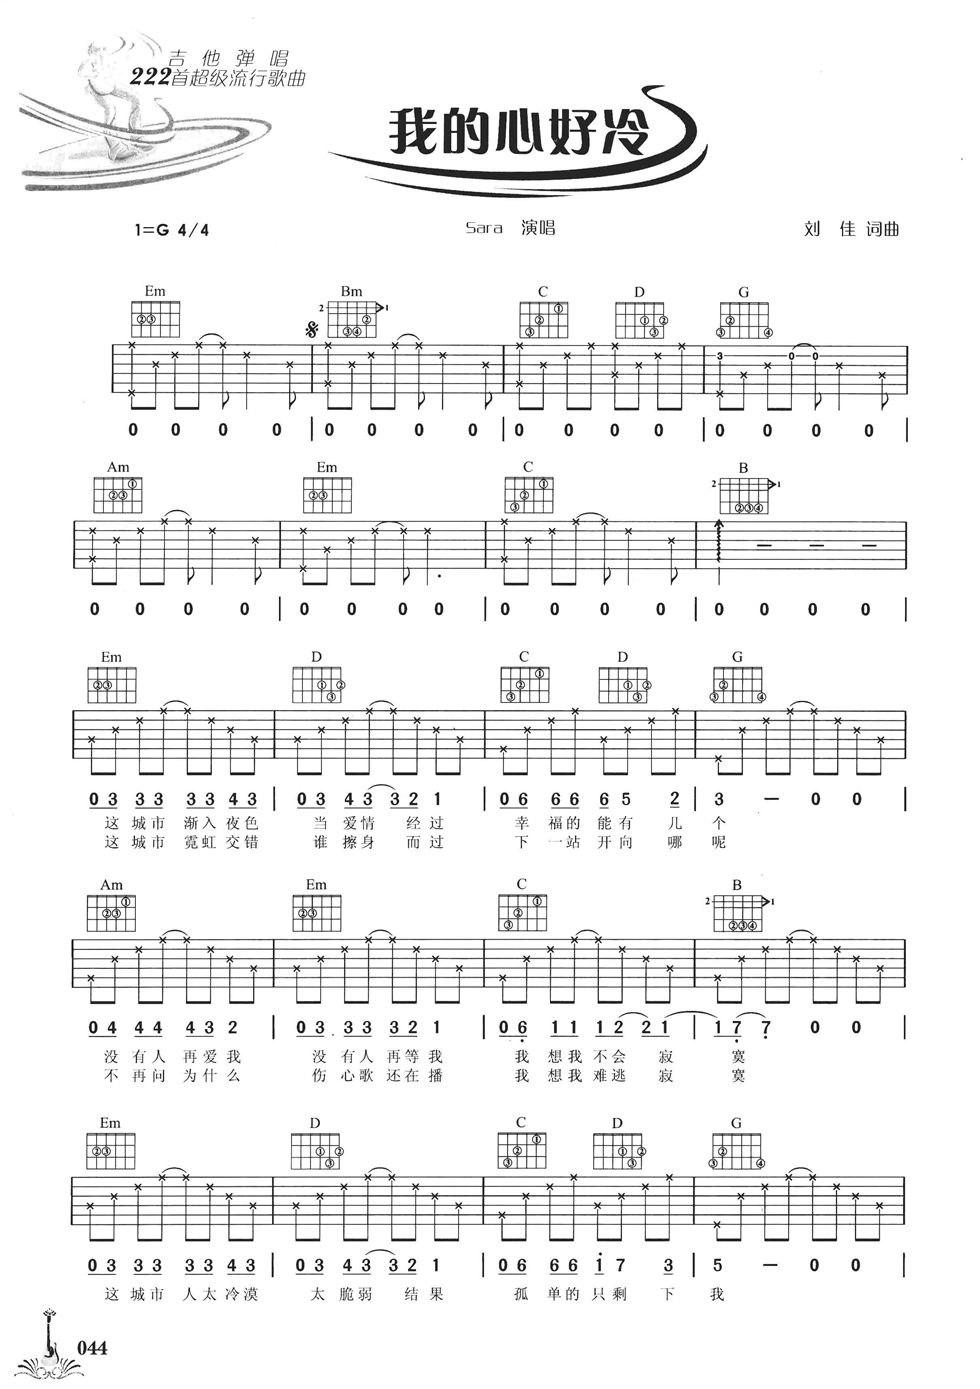 吉他弹唱
222首超级流行歌曲
我的心好冷
1=G 4/4
Sara 演唱
刘 佳 词曲
Em Bm C D G
0 0 0 0 | 0 0 0 0 | 0 0 0 0 | 0 0 0 0 |
Am Em C B
0 0 0 0 | 0 0 0 0 | 0 0 0 0 | 0 0 0 0 |
Em D C D G
03 33 33 43 | 03 43 32 1 | 06 66 65 2 | 3 — 0 0 |
这 城市 渐入 夜色 当 爱情 经过 幸 福的 能有 几 个
这 城市 霓虹 交错 谁 擦身 而过 下 一站 开向 哪 呢
Am Em C B
04 44 43 2 | 03 33 32 1 | 06 11 12 21 | 17 7 0 0 |
没 有人 再爱 我 没 有人 再等 我 我 想我 不会 寂 寞
不 再问 为什 么 伤 心歌 还在 播 我 想我 难逃 寂 寞
Em D C D G
03 33 33 43 | 03 43 32 1 | 06 66 17 3 | 5 — 0 0 |
这 城市 人太 冷漠 太 脆弱 结果 孤 单的 只剩 下 我
044